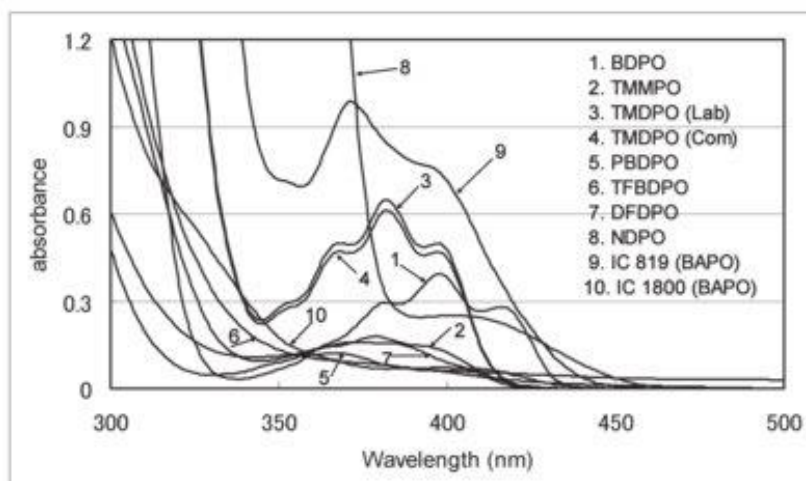 1.2
0.9
0.6
0.3
0
absorbance
300
350
400
450
500
Wavelength (nm)
8
9
3
4
1
10
6
2
7
5
1. BDPO
2. TMMPO
3. TMDPO (Lab)
4. TMDPO (Com)
5. PBDPO
6. TFBDPO
7. DFDPO
8. NDPO
9. IC 819 (BAPO)
10. IC 1800 (BAPO)